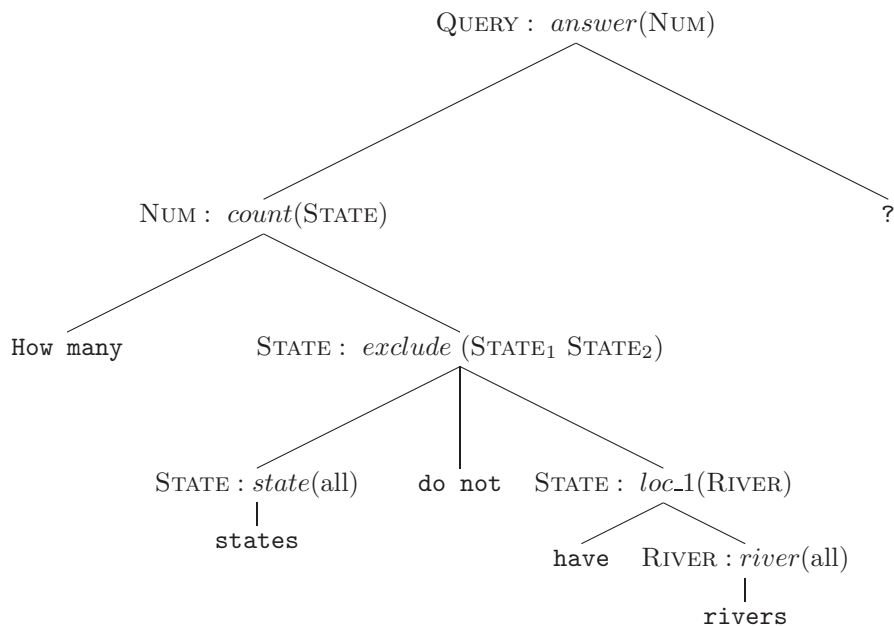 QUERY : answer(NUM)
NUM : count(STATE)
?
How many
STATE : exclude (STATE₁ STATE₂)
STATE : state(all)
do not
STATE : loc_1(RIVER)
states
have
RIVER : river(all)
rivers